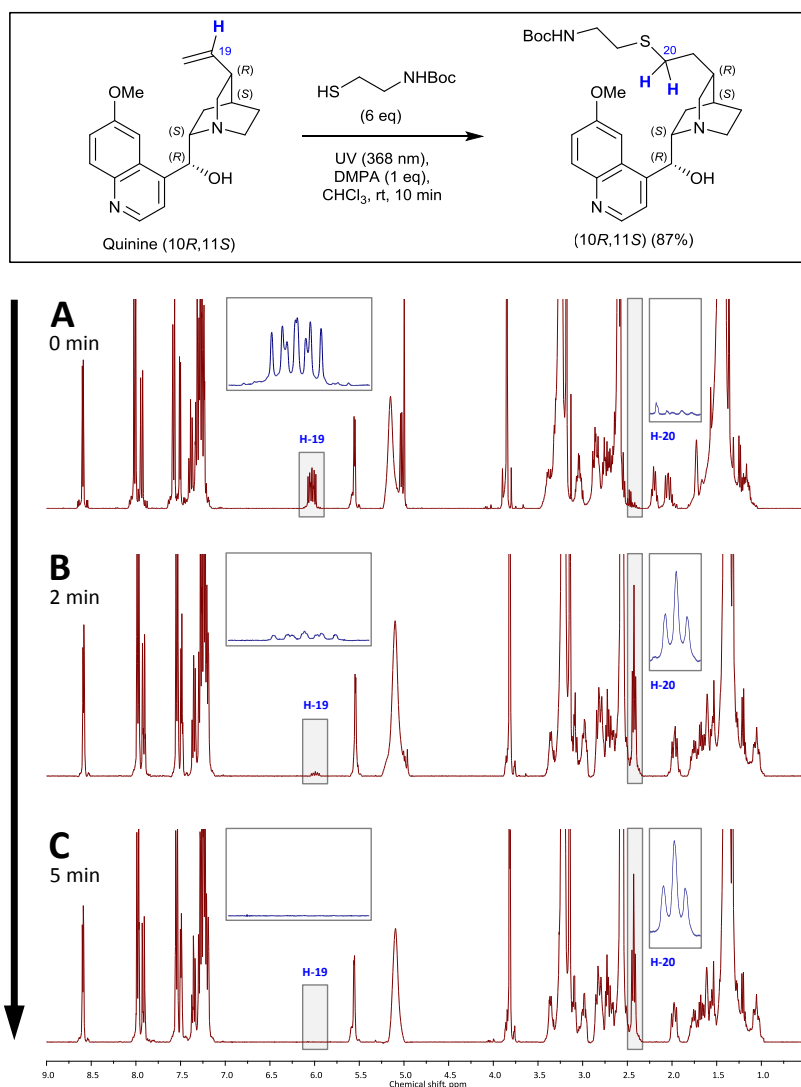 H
19
(R)
(S)
OMe
(S)
N
(R)
OH
N
Quinine (10R,11S)
HS
NHBoc
(6 eq)
UV (368 nm),
DMPA (1 eq),
CHCl₃, rt, 10 min
BocHN
S
20
H H
(R)
(S)
OMe
(S)
N
(R)
OH
N
(10R,11S) (87%)
A
0 min
H-19
H-20
B
2 min
H-19
H-20
C
5 min
H-19
H-20
9.0 8.5 8.0 7.5 7.0 6.5 6.0 5.5 5.0 4.5 4.0 3.5 3.0 2.5 2.0 1.5 1.0
Chemical shift, ppm